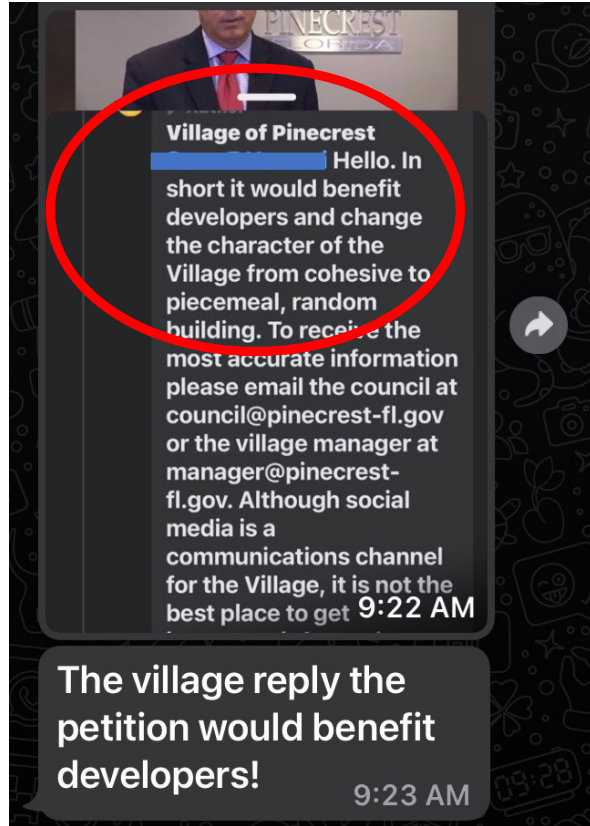 PINECREST
FLORIDA
Author
Village of Pinecrest
Hello. In
short it would benefit
developers and change
the character of the
Village from cohesive to
piecemeal, random
building. To receive the
most accurate information
please email the council at
council@pinecrest-fl.gov
or the village manager at
manager@pinecrest-
fl.gov. Although social
media is a
communications channel
for the Village, it is not the
best place to get 9:22 AM
The village reply the
petition would benefit
developers!
9:23 AM
09:28